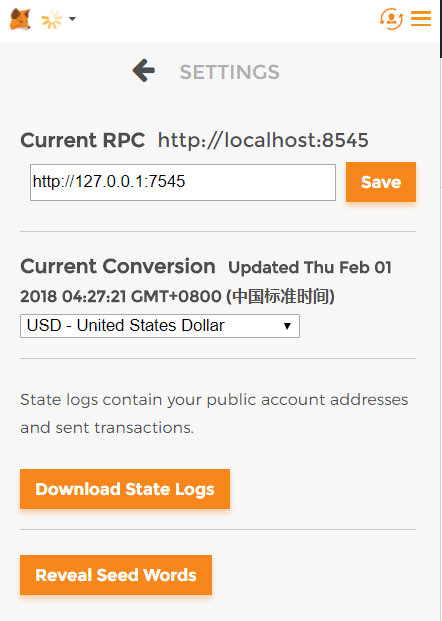 SETTINGS
Current RPC http://localhost:8545
http://127.0.0.1:7545 Save
Current Conversion Updated Thu Feb 01
2018 04:27:21 GMT+0800 (中国标准时间)
USD - United States Dollar
State logs contain your public account addresses
and sent transactions.
Download State Logs
Reveal Seed Words